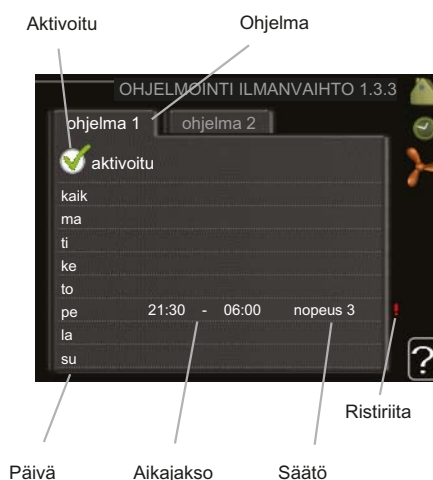 Aktivoitu Ohjelma
OHJELMOINTI ILMANVAIHTO 1.3.3
ohjelma 1 ohjelma 2
aktivoitu
kaik
ma
ti
ke
to
pe 21:30 - 06:00 nopeus 3 !
la
su
?
Ristiriita
Päivä Aikajakso Säätö